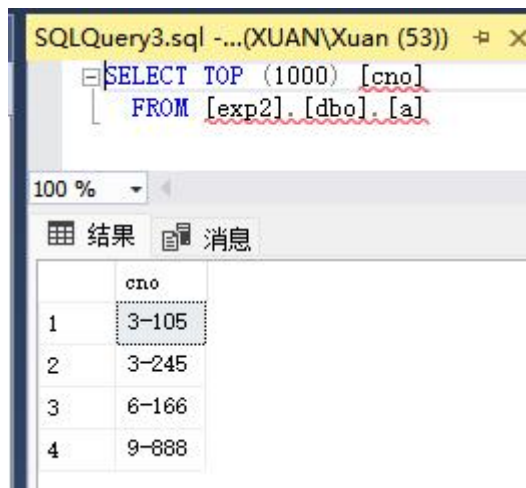 SQLQuery3.sql -...(XUAN\Xuan (53))
SELECT TOP (1000) [cno]
FROM [exp2].[dbo].[a]
100 %
结果 消息
cno
1 3-105
2 3-245
3 6-166
4 9-888